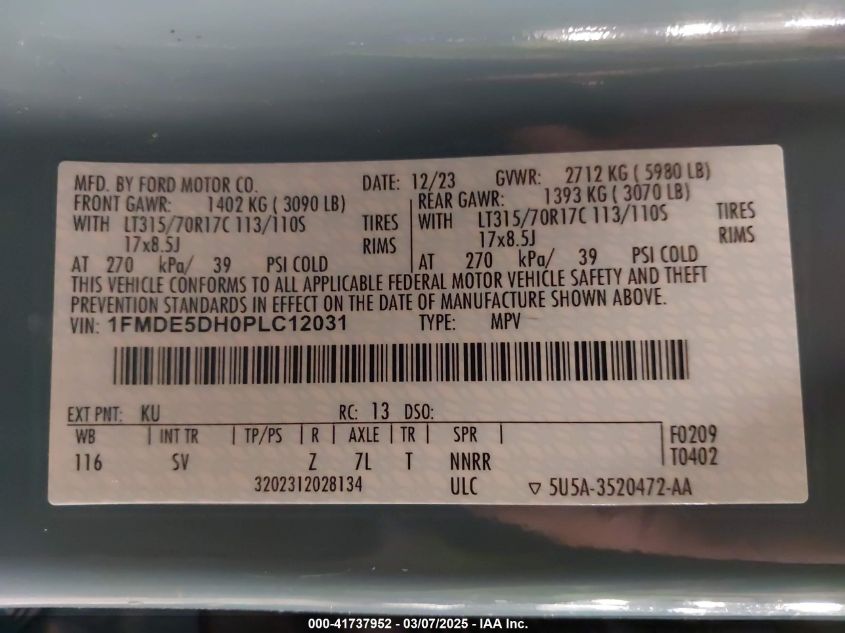 MFD. BY FORD MOTOR CO. DATE: 12/23 GVWR: 2712 KG ( 5980 LB)
FRONT GAWR: 1402 KG ( 3090 LB) REAR GAWR: 1393 KG ( 3070 LB)
WITH LT315/70R17C 113/110S TIRES WITH LT315/70R17C 113/110S TIRES
17x8.5J RIMS 17x8.5J RIMS
AT 270 kPa/ 39 PSI COLD AT 270 kPa/ 39 PSI COLD
THIS VEHICLE CONFORMS TO ALL APPLICABLE FEDERAL MOTOR VEHICLE SAFETY AND THEFT
PREVENTION STANDARDS IN EFFECT ON THE DATE OF MANUFACTURE SHOWN ABOVE.
VIN: 1FMDE5DH0PLC12031 TYPE: MPV
EXT PNT: KU RC: 13 DSO:
WB INT TR TP/PS R AXLE TR SPR F0209
116 SV Z 7L T NNRR T0402
3202312028134 ULC ▽ 5U5A-3520472-AA
000-41737952 - 03/07/2025 - IAA Inc.